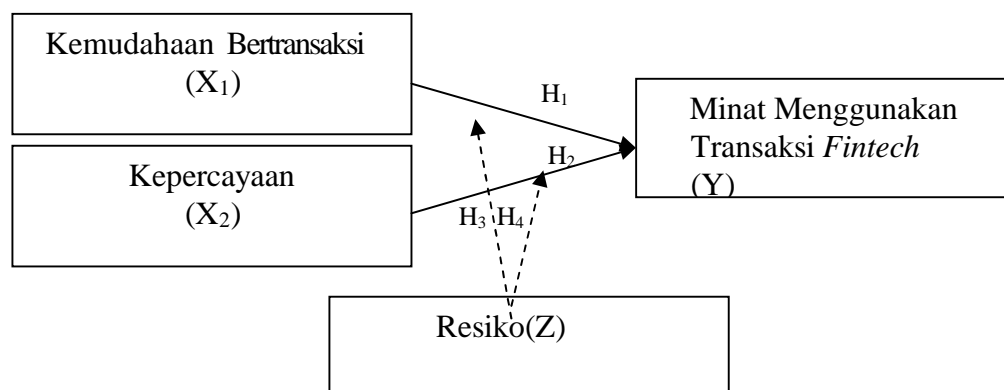 Kemudahaan Bertransaksi
(X₁)
H₁
Minat Menggunakan
Transaksi Fintech
(Y)
H₂
Kepercayaan
(X₂)
H₃ H₄
Resiko(Z)